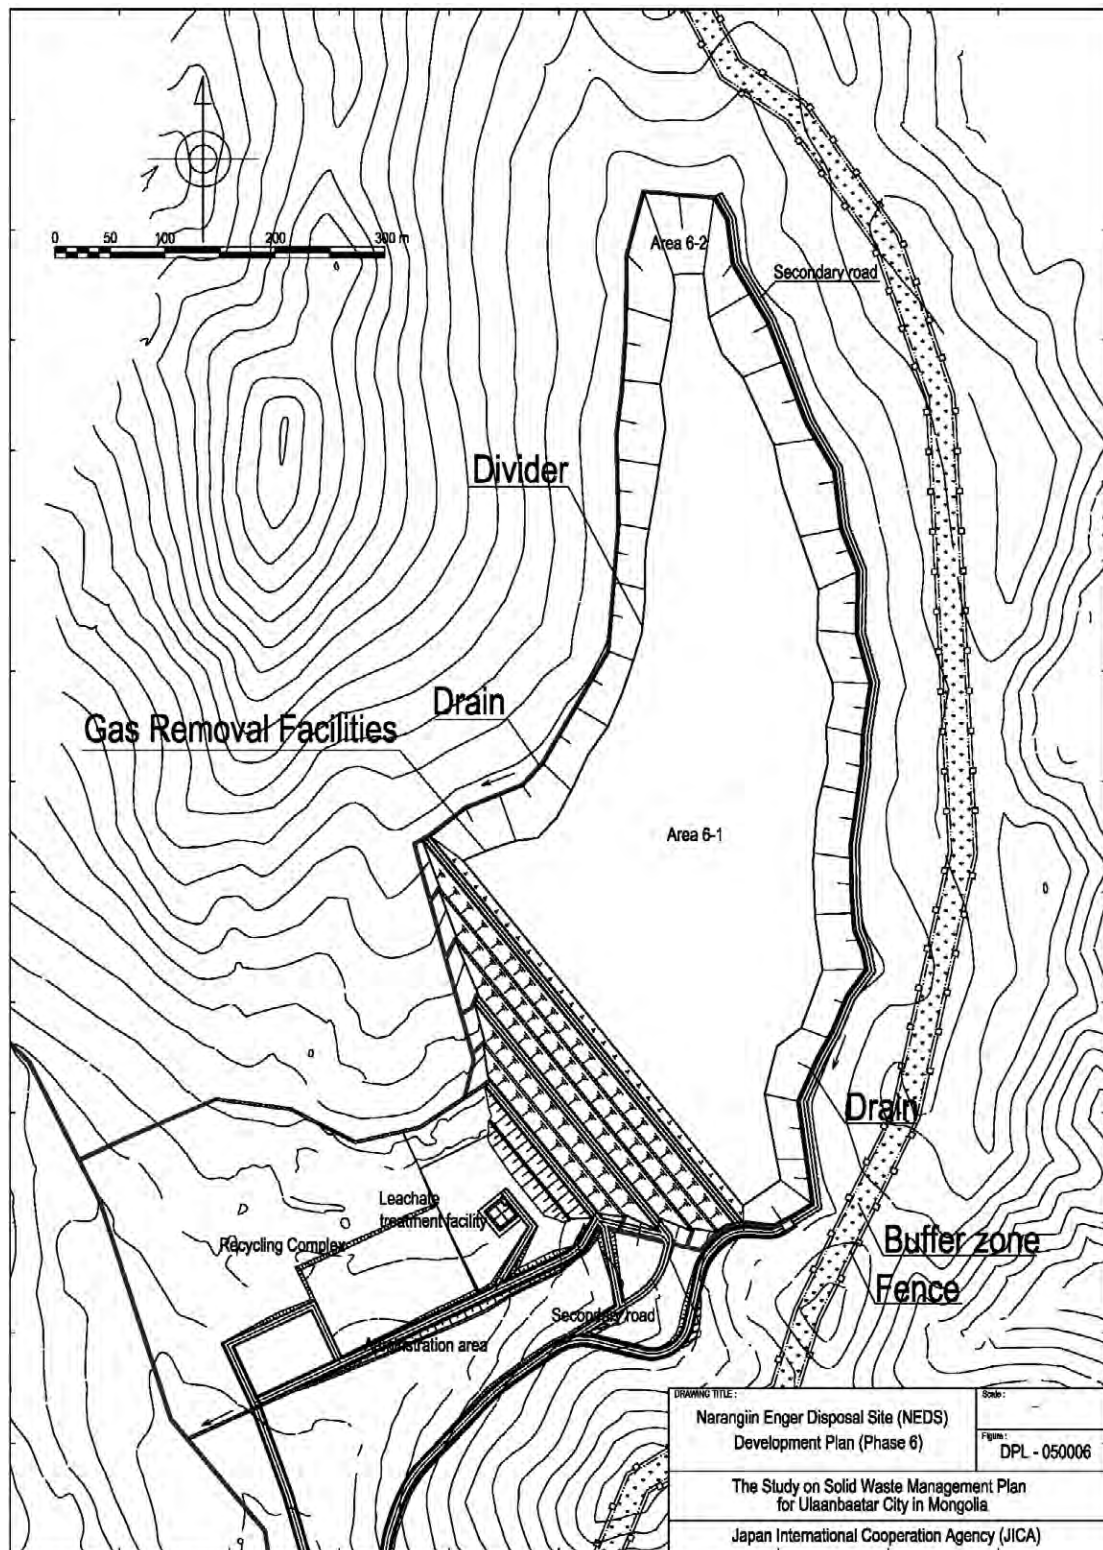 0 50 100 200 300 m
Area 6-2
Secondary road
Divider
Drain
Gas Removal Facilities
Area 6-1
Drain
Leachate
treatment facility
Recycling Complex
Buffer zone
Fence
Secondary road
Administration area
DRAWING TITLE :
Narangiin Enger Disposal Site (NEDS)
Development Plan (Phase 6)
Scale :
Figure :
DPL - 050006
The Study on Solid Waste Management Plan
for Ulaanbaatar City in Mongolia
Japan International Cooperation Agency (JICA)